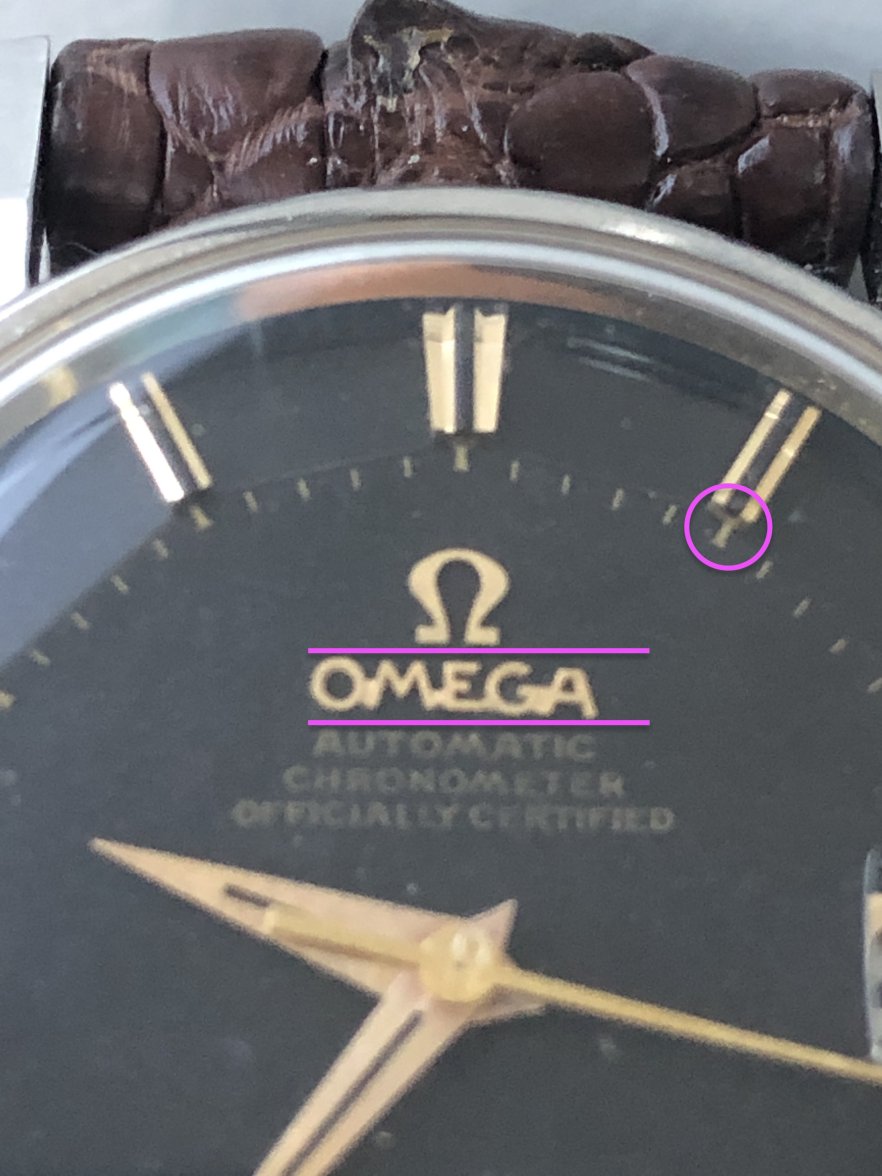 Ω
OMEGA
AUTOMATIC
CHRONOMETER
OFFICIALLY CERTIFIED